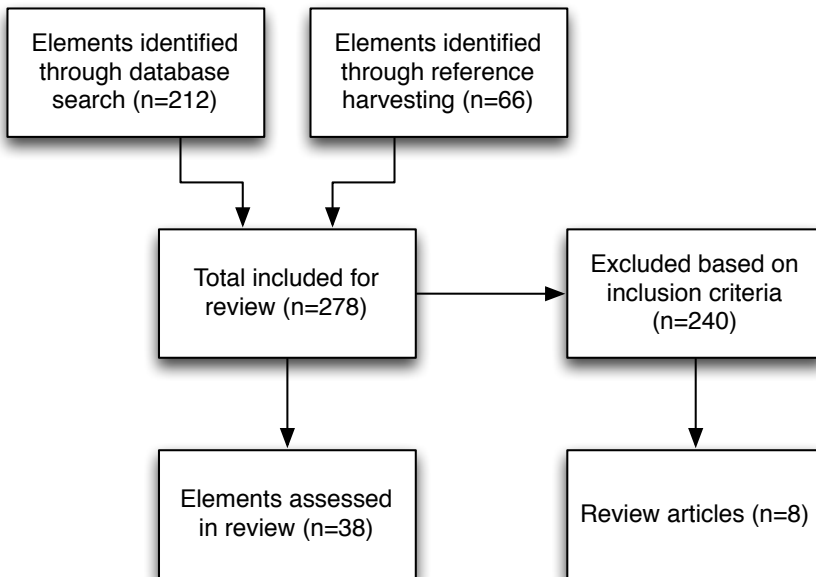 Elements identified
through database
search (n=212)
Elements identified
through reference
harvesting (n=66)
Total included for
review (n=278)
Excluded based on
inclusion criteria
(n=240)
Elements assessed
in review (n=38)
Review articles (n=8)